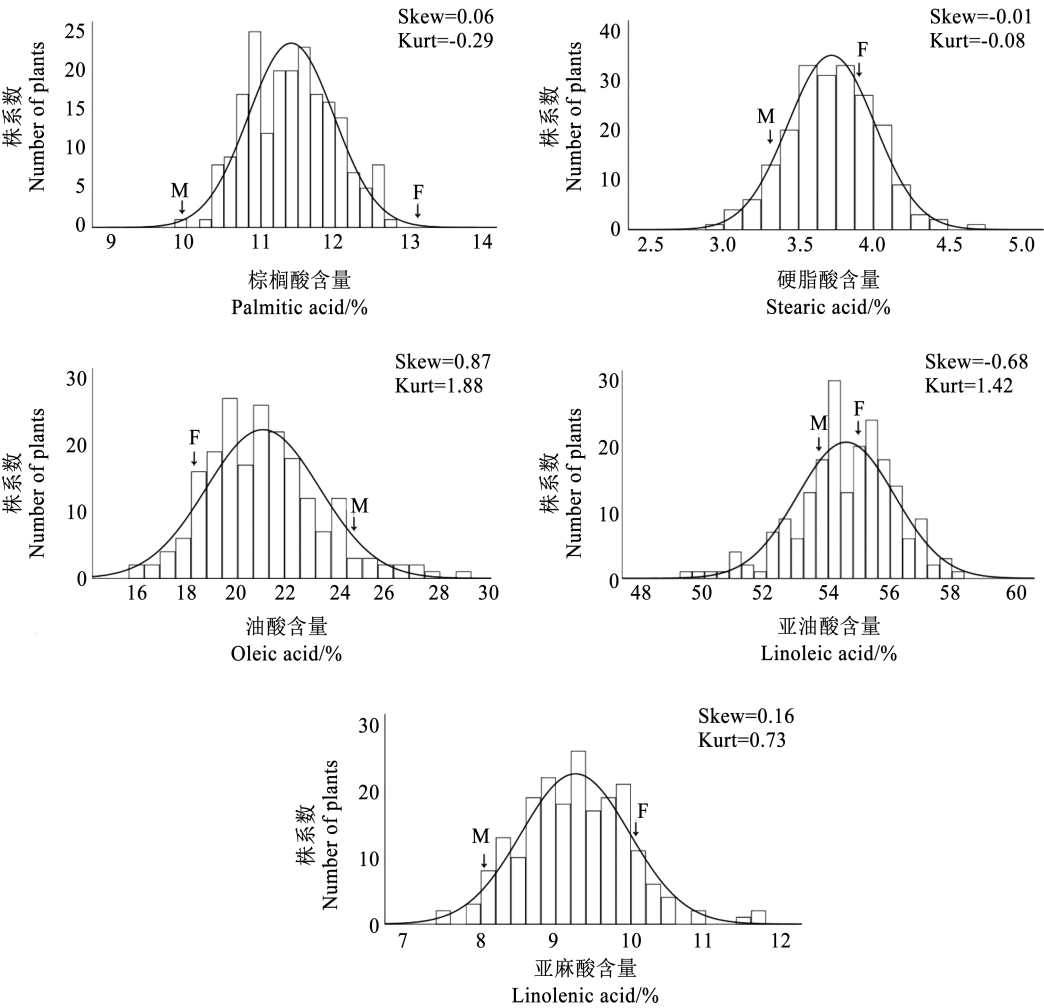 Skew=0.06
Kurt=-0.29
株系数
Number of plants
25
20
15
10
5
0
M
F
9 10 11 12 13 14
棕榈酸含量
Palmitic acid/%
Skew=-0.01
Kurt=-0.08
株系数
Number of plants
40
30
20
10
0
M
F
2.5 3.0 3.5 4.0 4.5 5.0
硬脂酸含量
Stearic acid/%
Skew=0.87
Kurt=1.88
株系数
Number of plants
30
20
10
0
F
M
16 18 20 22 24 26 28 30
油酸含量
Oleic acid/%
Skew=-0.68
Kurt=1.42
株系数
Number of plants
30
20
10
0
M
F
48 50 52 54 56 58 60
亚油酸含量
Linoleic acid/%
Skew=0.16
Kurt=0.73
株系数
Number of plants
30
20
10
0
M
F
7 8 9 10 11 12
亚麻酸含量
Linolenic acid/%